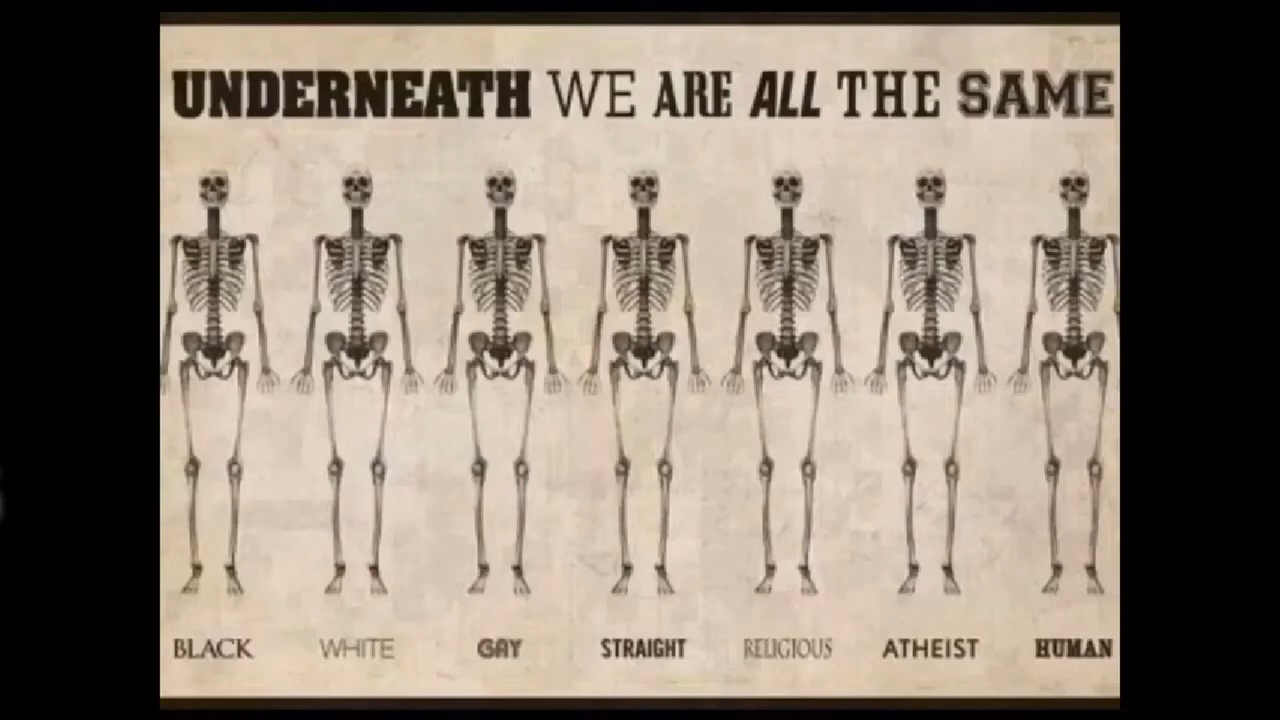 UNDERNEATH WE ARE ALL THE SAME
BLACK WHITE GAY STRAIGHT RELIGIOUS ATHEIST HUMAN